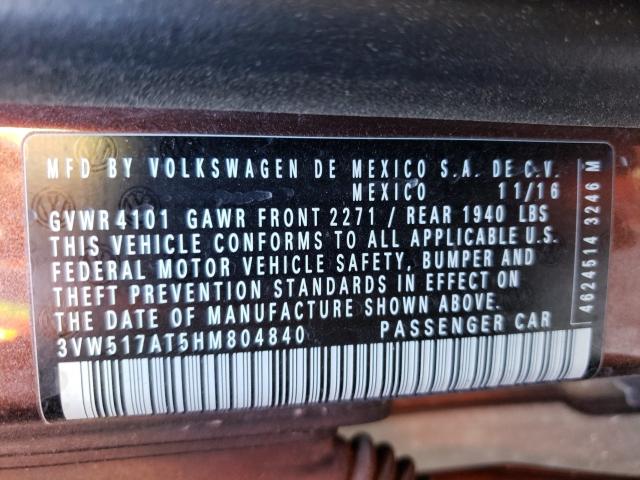 MFD BY VOLKSWAGEN DE MEXICO S.A. DE C.V.
MEXICO 11/16
GVWR 4101 GAWR FRONT 2271 / REAR 1940 LBS
THIS VEHICLE CONFORMS TO ALL APPLICABLE U.S.
FEDERAL MOTOR VEHICLE SAFETY, BUMPER AND
THEFT PREVENTION STANDARDS IN EFFECT ON
THE DATE OF MANUFACTURE SHOWN ABOVE.
3VW517AT5HM804840 PASSENGER CAR
4624514 3246 M